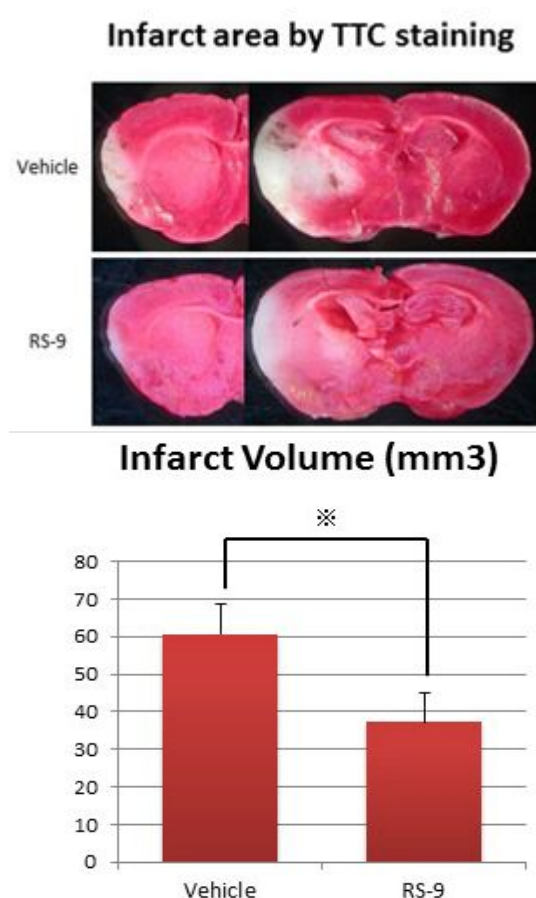 Infarct area by TTC staining
Vehicle
RS-9
Infarct Volume (mm3)
※
80
70
60
50
40
30
20
10
0
Vehicle RS-9